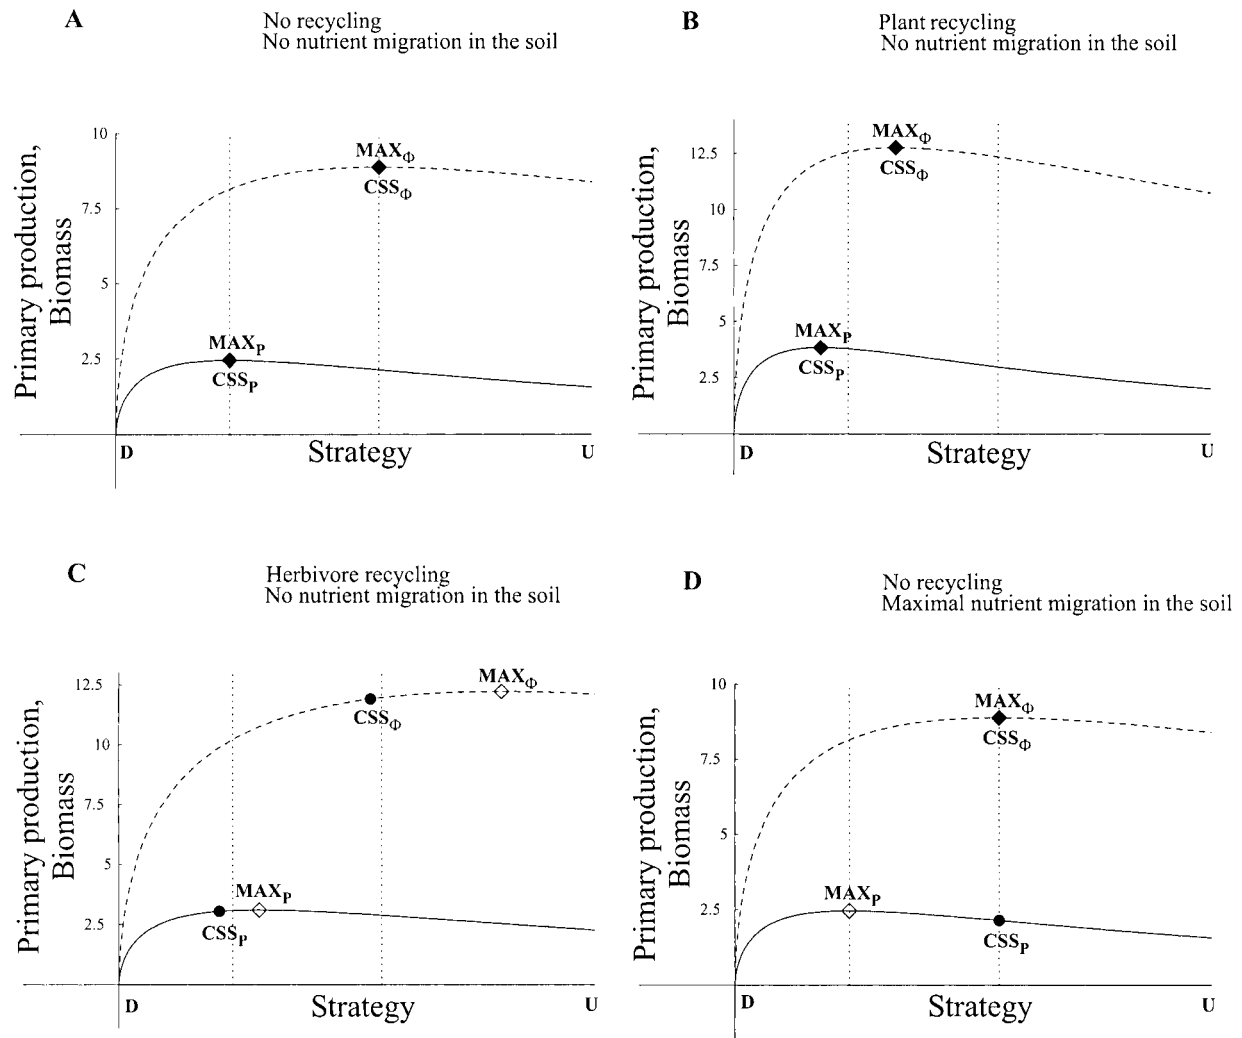 A
No recycling
No nutrient migration in the soil
Primary production,
Biomass
10
7.5
5
2.5
MAXΦ
CSSΦ
MAXP
CSSP
D
Strategy
U
B
Plant recycling
No nutrient migration in the soil
Primary production,
Biomass
12.5
10
7.5
5
2.5
MAXΦ
CSSΦ
MAXP
CSSP
D
Strategy
U
C
Herbivore recycling
No nutrient migration in the soil
Primary production,
Biomass
12.5
10
7.5
5
2.5
MAXΦ
CSSΦ
MAXP
CSSP
D
Strategy
U
D
No recycling
Maximal nutrient migration in the soil
Primary production,
Biomass
10
7.5
5
2.5
MAXΦ
CSSΦ
MAXP
CSSP
D
Strategy
U